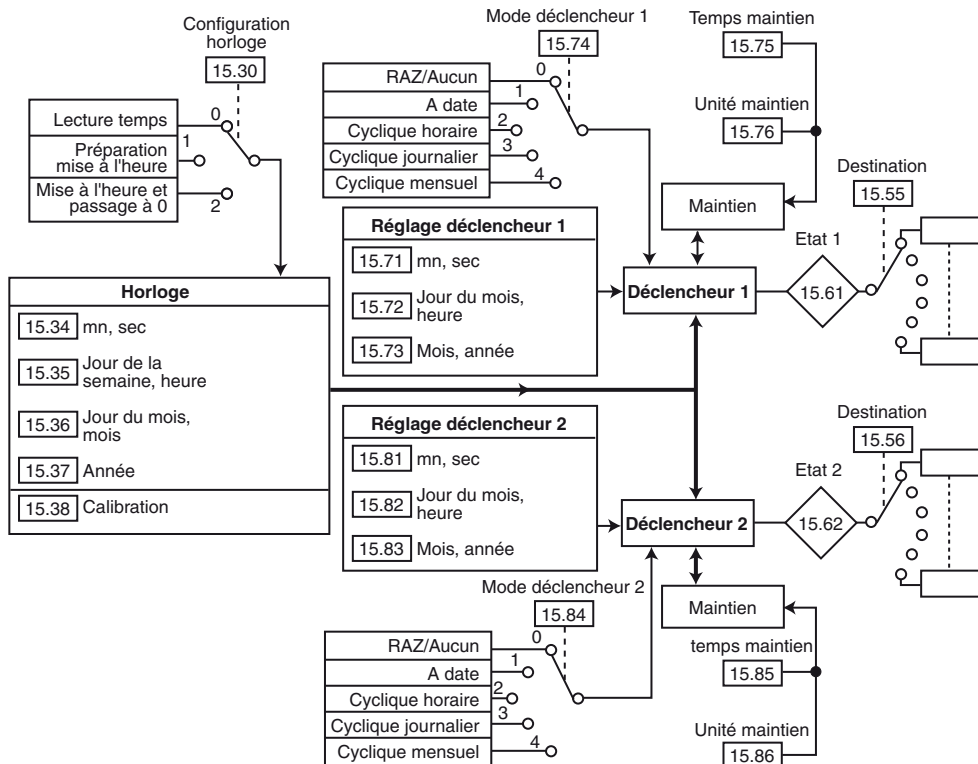 Configuration
horloge
15.30
0
Lecture temps
1
Préparation
mise à l'heure
Mise à l'heure et
passage à 0
2
Mode déclencheur 1
15.74
RAZ/Aucun
0
A date
1
Cyclique horaire
2
Cyclique journalier
3
Cyclique mensuel
4
Temps maintien
15.75
Unité maintien
15.76
Maintien
Destination
15.55
Réglage déclencheur 1
15.71 mn, sec
15.72 Jour du mois,
heure
15.73 Mois, année
Déclencheur 1
Etat 1
15.61
Horloge
15.34 mn, sec
15.35 Jour de la
semaine, heure
15.36 Jour du mois,
mois
15.37 Année
15.38 Calibration
Réglage déclencheur 2
15.81 mn, sec
15.82 Jour du mois,
heure
15.83 Mois, année
Déclencheur 2
Etat 2
15.62
Destination
15.56
Mode déclencheur 2
15.84
RAZ/Aucun
0
A date
1
Cyclique horaire
2
Cyclique journalier
3
Cyclique mensuel
4
Maintien
temps maintien
15.85
Unité maintien
15.86